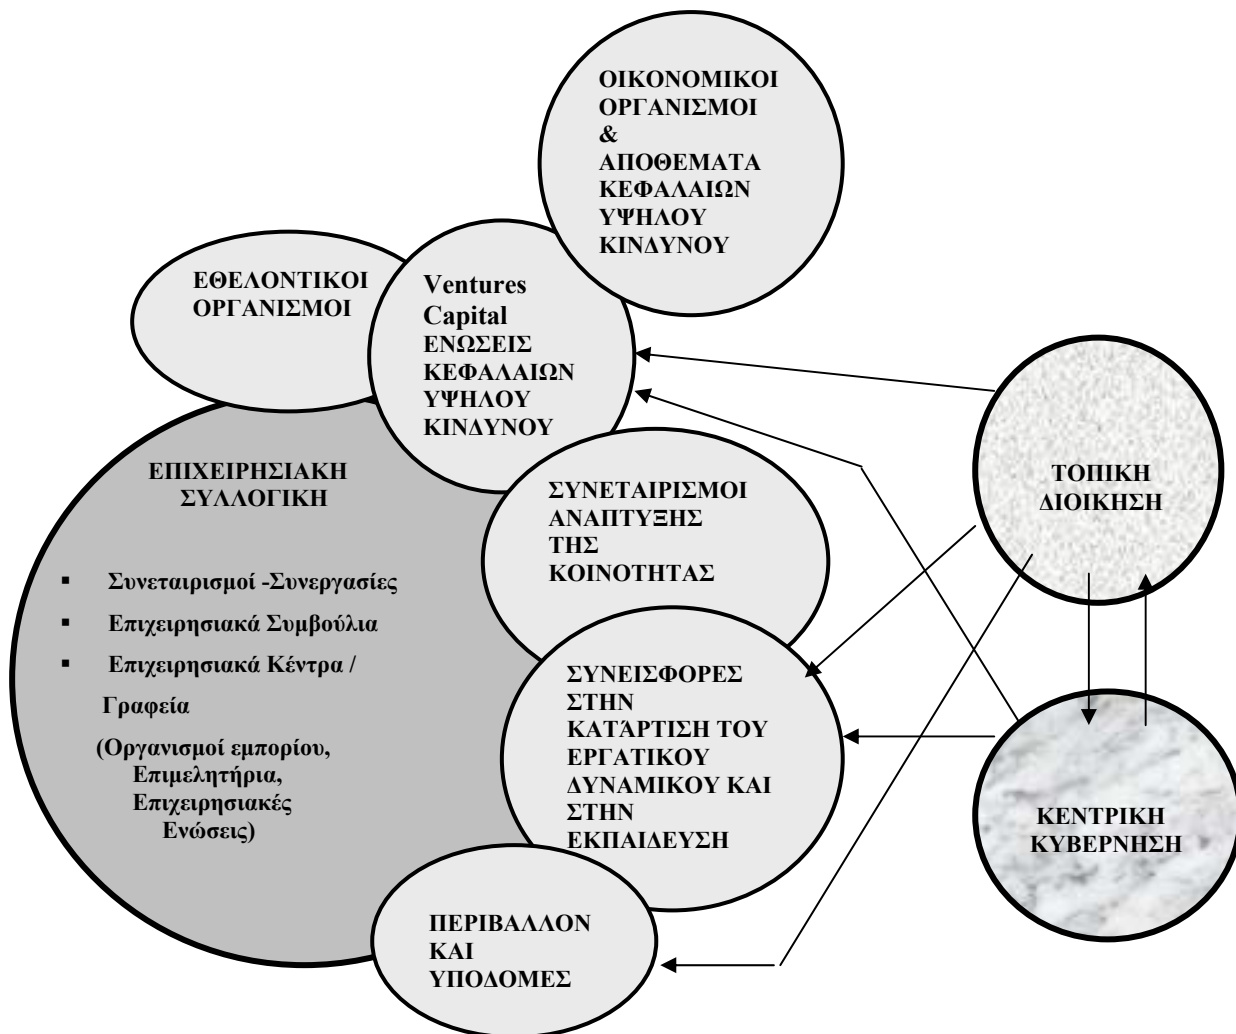 ΟΙΚΟΝΟΜΙΚΟΙ
ΟΡΓΑΝΙΣΜΟΙ
&
ΑΠΟΘΕΜΑΤΑ
ΚΕΦΑΛΑΙΩΝ
ΥΨΗΛΟΥ
ΚΙΝΔΥΝΟΥ
ΕΘΕΛΟΝΤΙΚΟΙ
ΟΡΓΑΝΙΣΜΟΙ
Ventures
Capital
ΕΝΩΣΕΙΣ
ΚΕΦΑΛΑΙΩΝ
ΥΨΗΛΟΥ
ΚΙΝΔΥΝΟΥ
ΕΠΙΧΕΙΡΗΣΙΑΚΗ
ΣΥΛΛΟΓΙΚΗ
▪ Συνεταιρισμοί -Συνεργασίες
▪ Επιχειρησιακά Συμβούλια
▪ Επιχειρησιακά Κέντρα /
Γραφεία
(Οργανισμοί εμπορίου,
Επιμελητήρια,
Επιχειρησιακές
Ενώσεις)
ΣΥΝΕΤΑΙΡΙΣΜΟΙ
ΑΝΑΠΤΥΞΗΣ
ΤΗΣ
ΚΟΙΝΟΤΗΤΑΣ
ΣΥΝΕΙΣΦΟΡΕΣ
ΣΤΗΝ
ΚΑΤΆΡΤΙΣΗ ΤΟΥ
ΕΡΓΑΤΙΚΟΥ
ΔΥΝΑΜΙΚΟΥ ΚΑΙ
ΣΤΗΝ
ΕΚΠΑΙΔΕΥΣΗ
ΠΕΡΙΒΑΛΛΟΝ
ΚΑΙ
ΥΠΟΔΟΜΕΣ
ΤΟΠΙΚΗ
ΔΙΟΙΚΗΣΗ
ΚΕΝΤΡΙΚΗ
ΚΥΒΕΡΝΗΣΗ